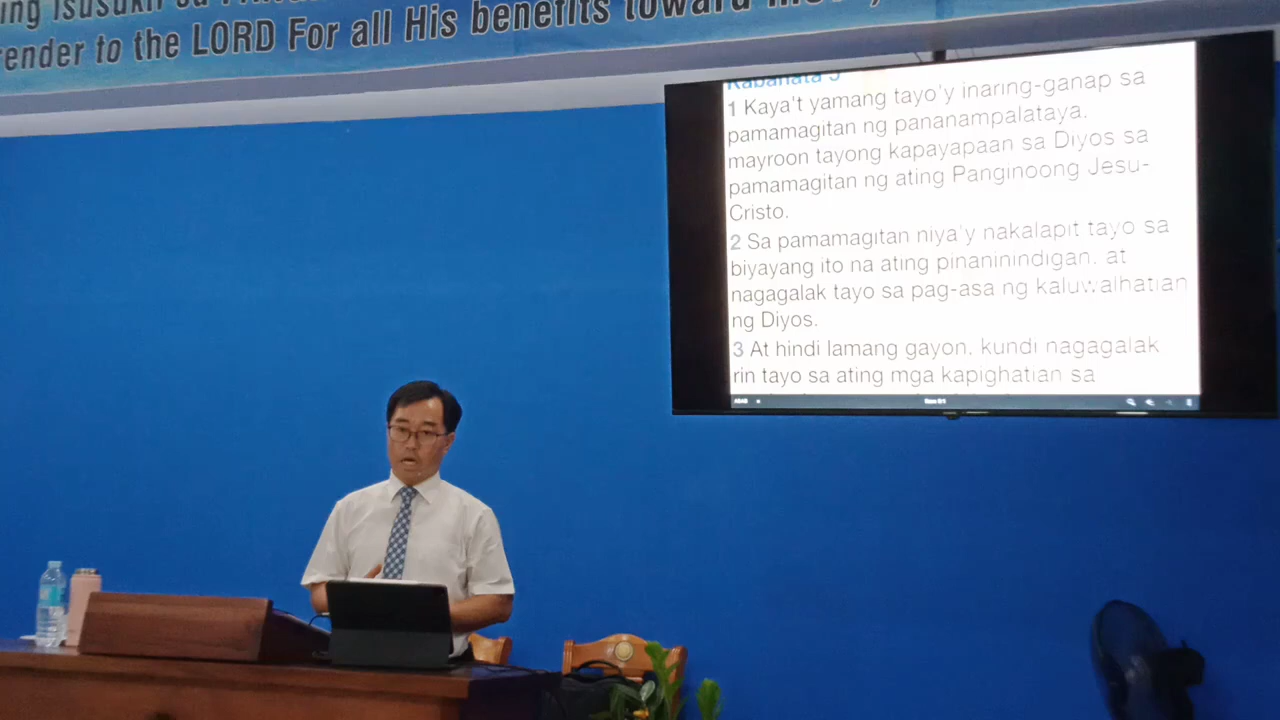 render to the LORD For all His benefits toward
Kabanata 5
1 Kaya't yamang tayo'y inaring-ganap sa
pamamagitan ng pananampalataya,
mayroon tayong kapayapaan sa Diyos sa
pamamagitan ng ating Panginoong Jesu-
Cristo.
2 Sa pamamagitan niya'y nakalapit tayo sa
biyayang ito na ating pinaninindigan, at
nagagalak tayo sa pag-asa ng kaluwalhatian
ng Diyos.
3 At hindi lamang gayon, kundi nagagalak
rin tayo sa ating mga kapighatian sa